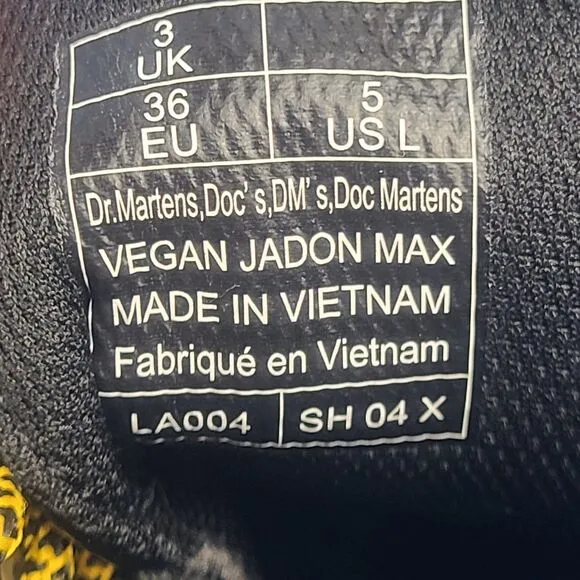 3
UK
36
EU
5
US L
Dr.Martens,Doc's,DM's,Doc Martens
VEGAN JADON MAX
MADE IN VIETNAM
Fabriqué en Vietnam
LA004
SH 04 X